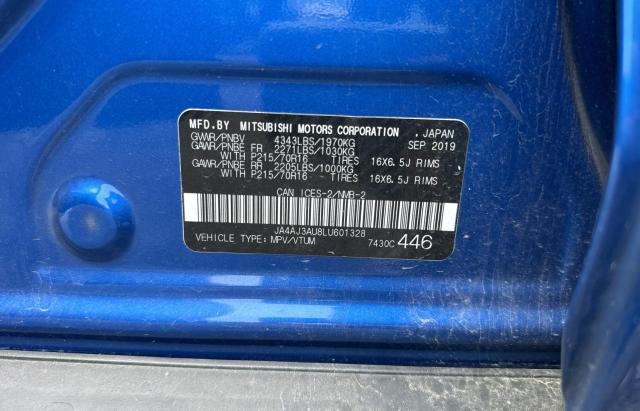 MFD.BY MITSUBISHI MOTORS CORPORATION , JAPAN
GVWR/PNBV 4343LBS/1970KG SEP 2019
GAWR/PNBE FR 2271LBS/1030KG
WITH P215/70R16 TIRES 16X6.5J RIMS
GAWR/PNBE RR 2205LBS/1000KG
WITH P215/70R16 TIRES 16X6.5J RIMS
CAN ICES-2/NMB-2
JA4AJ3AU8LU601328
VEHICLE TYPE: MPV/VTUM 7430C 446